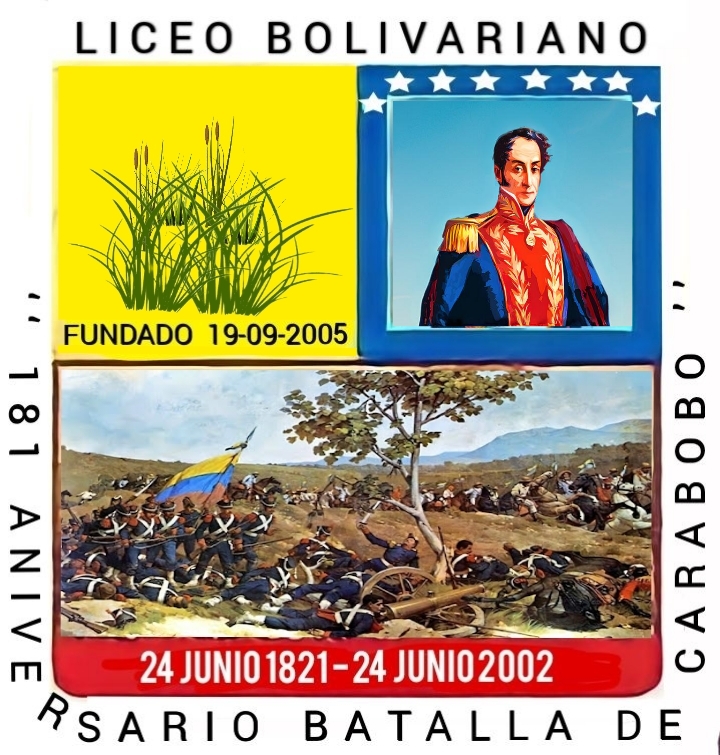 LICEO BOLIVARIANO
FUNDADO 19-09-2005
24 JUNIO 1821-24 JUNIO 2002
" 181 ANIVERSARIO BATALLA DE CARABOBO "